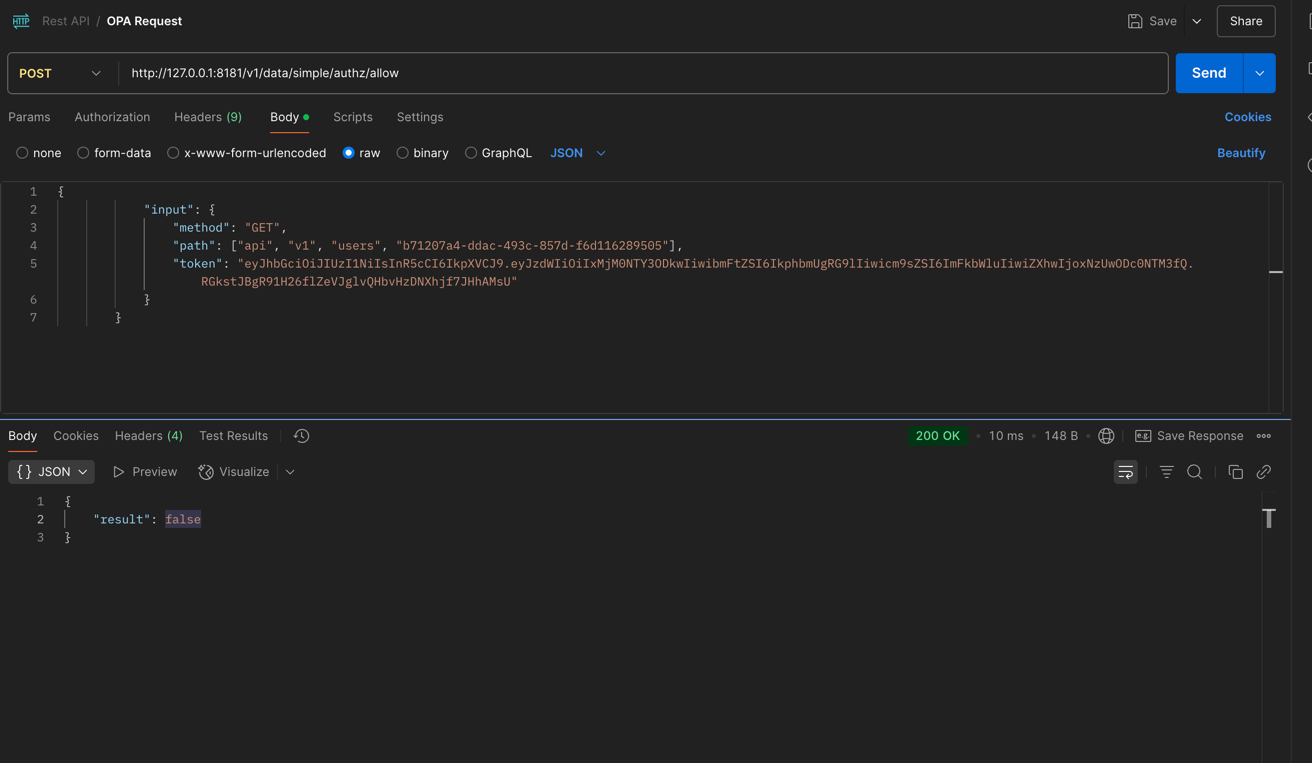 HTTP Rest API / OPA Request Save Share
POST http://127.0.0.1:8181/v1/data/simple/authz/allow Send
Params Authorization Headers (9) Body Scripts Settings Cookies
none form-data x-www-form-urlencoded raw binary GraphQL JSON Beautify
1 {
2 "input": {
3 "method": "GET",
4 "path": ["api", "v1", "users", "b71207a4-ddac-493c-857d-f6d116289505"],
5 "token": "eyJhbGciOiJIUzI1NiIsInR5cCI6IkpXVCJ9.eyJzdWIiOiIxMjM0NTY3ODkwIiwibmFtZSI6IkphbmUgRG9lIiwicm9sZSI6ImFkbWluIiwiZXhwIjoxNzUwODc0NTM3fQ.
RGkstJBgR91H26flZeVJglvQHbvHzDNXhjf7JHhAMsU"
6 }
7 }
Body Cookies Headers (4) Test Results 200 OK 10 ms 148 B e.g. Save Response
{} JSON Preview Visualize
1 {
2 "result": false
3 }